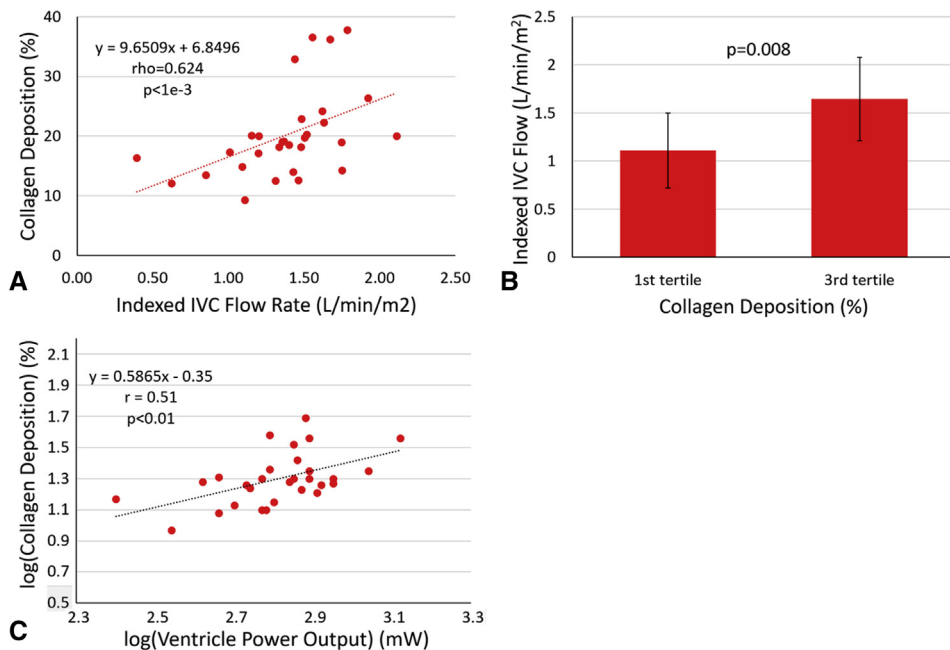 40
30
20
10
0
Collagen Deposition (%)
y = 9.6509x + 6.8496
rho=0.624
p<1e-3
0.00 0.50 1.00 1.50 2.00 2.50
Indexed IVC Flow Rate (L/min/m2)
A
2.5
2
1.5
1
0.5
0
Indexed IVC Flow (L/min/m²)
p=0.008
1st tertile 3rd tertile
Collagen Deposition (%)
B
2.1
1.9
1.7
1.5
1.3
1.1
0.9
0.7
0.5
log(Collagen Deposition) (%)
y = 0.5865x - 0.35
r = 0.51
p<0.01
2.3 2.5 2.7 2.9 3.1 3.3
log(Ventricle Power Output) (mW)
C